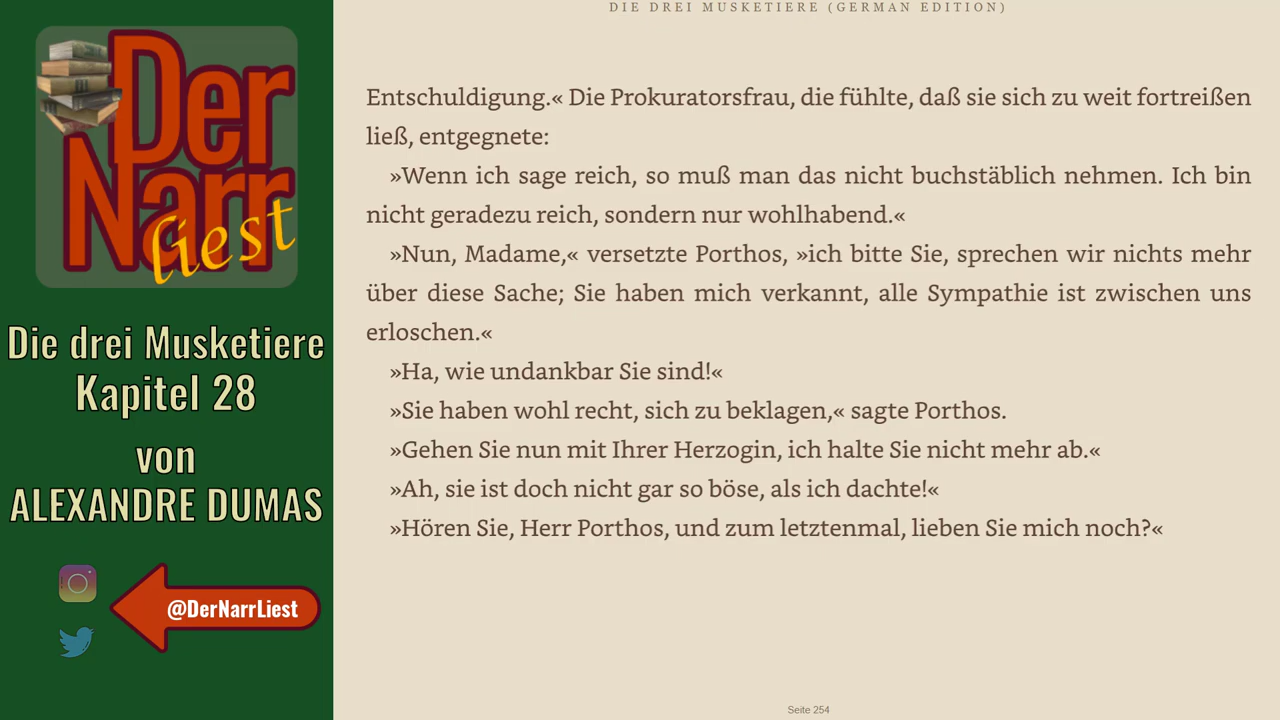 Der
Narr
liest
Die drei Musketiere
Kapitel 28
von
ALEXANDRE DUMAS
@DerNarrLiest
DIE DREI MUSKETIERE (GERMAN EDITION)
Entschuldigung.« Die Prokuratorsfrau, die fühlte, daß sie sich zu weit fortreißen
ließ, entgegnete:
»Wenn ich sage reich, so muß man das nicht buchstäblich nehmen. Ich bin
nicht geradezu reich, sondern nur wohlhabend.«
»Nun, Madame,« versetzte Porthos, »ich bitte Sie, sprechen wir nichts mehr
über diese Sache; Sie haben mich verkannt, alle Sympathie ist zwischen uns
erloschen.«
»Ha, wie undankbar Sie sind!«
»Sie haben wohl recht, sich zu beklagen,« sagte Porthos.
»Gehen Sie nun mit Ihrer Herzogin, ich halte Sie nicht mehr ab.«
»Ah, sie ist doch nicht gar so böse, als ich dachte!«
»Hören Sie, Herr Porthos, und zum letztenmal, lieben Sie mich noch?«
Seite 254